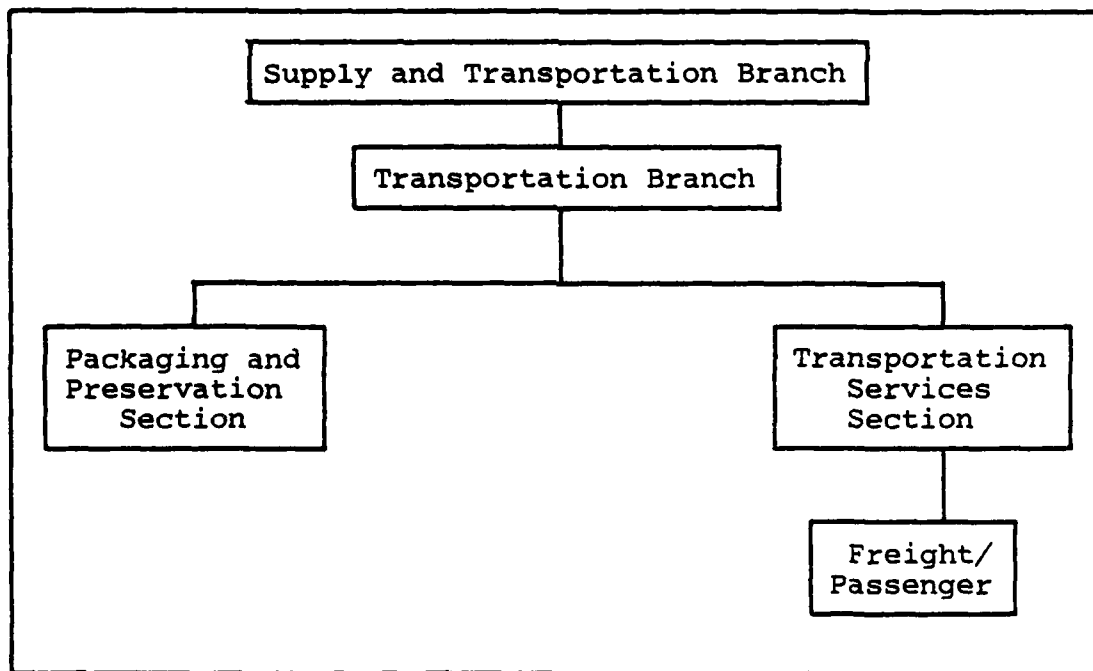 Supply and Transportation Branch
Transportation Branch
Packaging and
Preservation
Section
Transportation
Services
Section
Freight/
Passenger